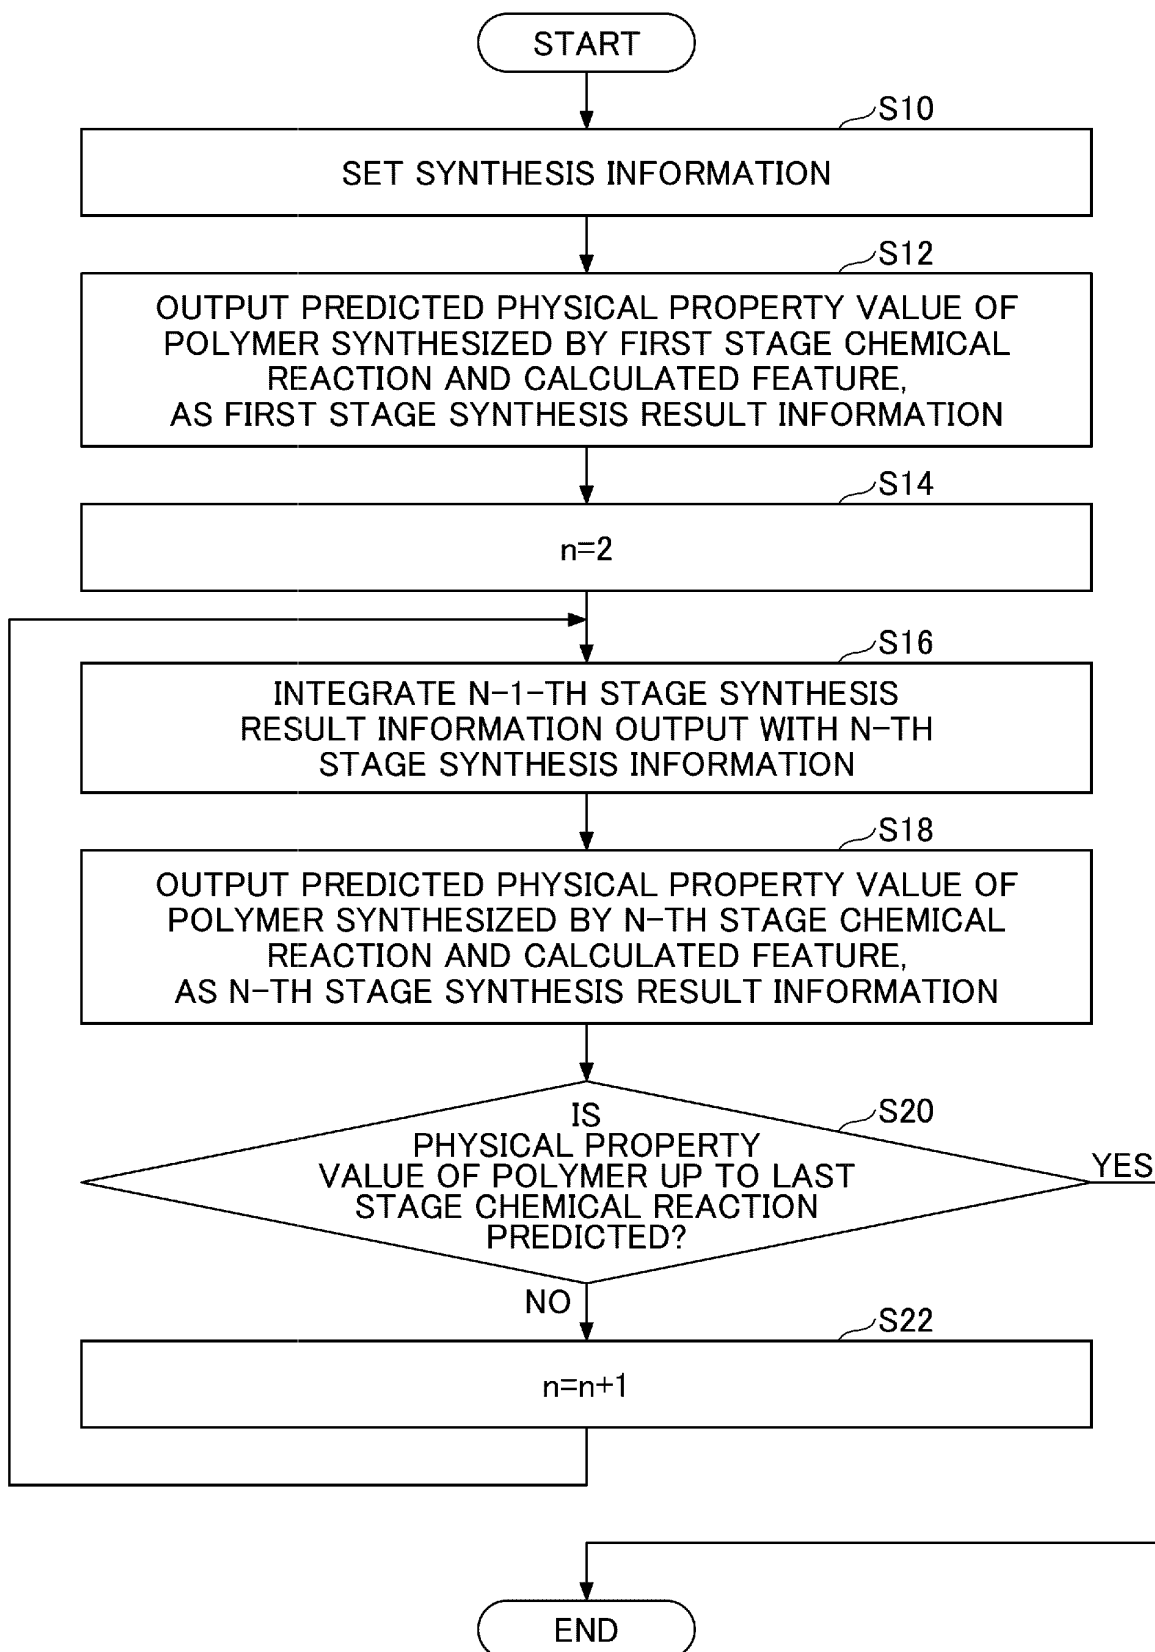 START
S10
SET SYNTHESIS INFORMATION
S12
OUTPUT PREDICTED PHYSICAL PROPERTY VALUE OF
POLYMER SYNTHESIZED BY FIRST STAGE CHEMICAL
REACTION AND CALCULATED FEATURE,
AS FIRST STAGE SYNTHESIS RESULT INFORMATION
S14
n=2
S16
INTEGRATE N-1-TH STAGE SYNTHESIS
RESULT INFORMATION OUTPUT WITH N-TH
STAGE SYNTHESIS INFORMATION
S18
OUTPUT PREDICTED PHYSICAL PROPERTY VALUE OF
POLYMER SYNTHESIZED BY N-TH STAGE CHEMICAL
REACTION AND CALCULATED FEATURE,
AS N-TH STAGE SYNTHESIS RESULT INFORMATION
S20
IS
PHYSICAL PROPERTY
VALUE OF POLYMER UP TO LAST
STAGE CHEMICAL REACTION
PREDICTED?
YES
NO
S22
n=n+1
END